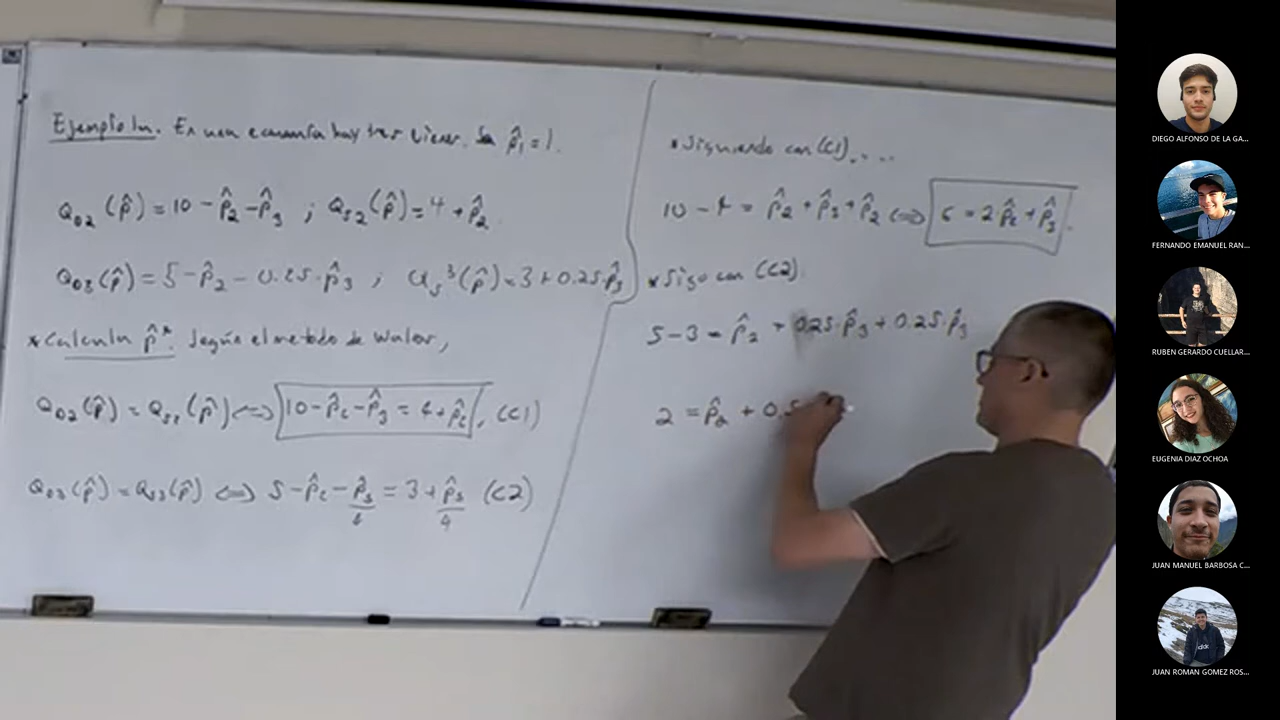 Ejemplo 1n. En una economía hay tres bienes. Sea p̂₁ = 1.
Q_D2 (p̂) = 10 - p̂₂ - p̂₃ ; Q_S2 (p̂) = 4 + p̂₂
Q_D3 (p̂) = 5 - p̂₂ - 0.25·p̂₃ ; Q_S³ (p̂) = 3 + 0.25·p̂₃
*Calcula p̂*. Según el metodo de Walras,
Q_D2 (p̂) = Q_S2 (p̂) <=> 10 - p̂₂ - p̂₃ = 4 + p̂₂, (C1)
Q_D3 (p̂) = Q_S3 (p̂) <=> 5 - p̂₂ - p̂₃/4 = 3 + p̂₃/4 (C2)
*Siguiendo con (C1)....
10 - 4 = p̂₂ + p̂₃ + p̂₂ <=> 6 = 2p̂₂ + p̂₃.
*Sigo con (C2).
5 - 3 = p̂₂ + 0.25·p̂₃ + 0.25·p̂₃
2 = p̂₂ + 0.5
DIEGO ALFONSO DE LA GA...
FERNANDO EMANUEL RAN...
RUBEN GERARDO CUELLAR...
EUGENIA DIAZ OCHOA
JUAN MANUEL BARBOSA C...
JUAN ROMAN GOMEZ ROS...